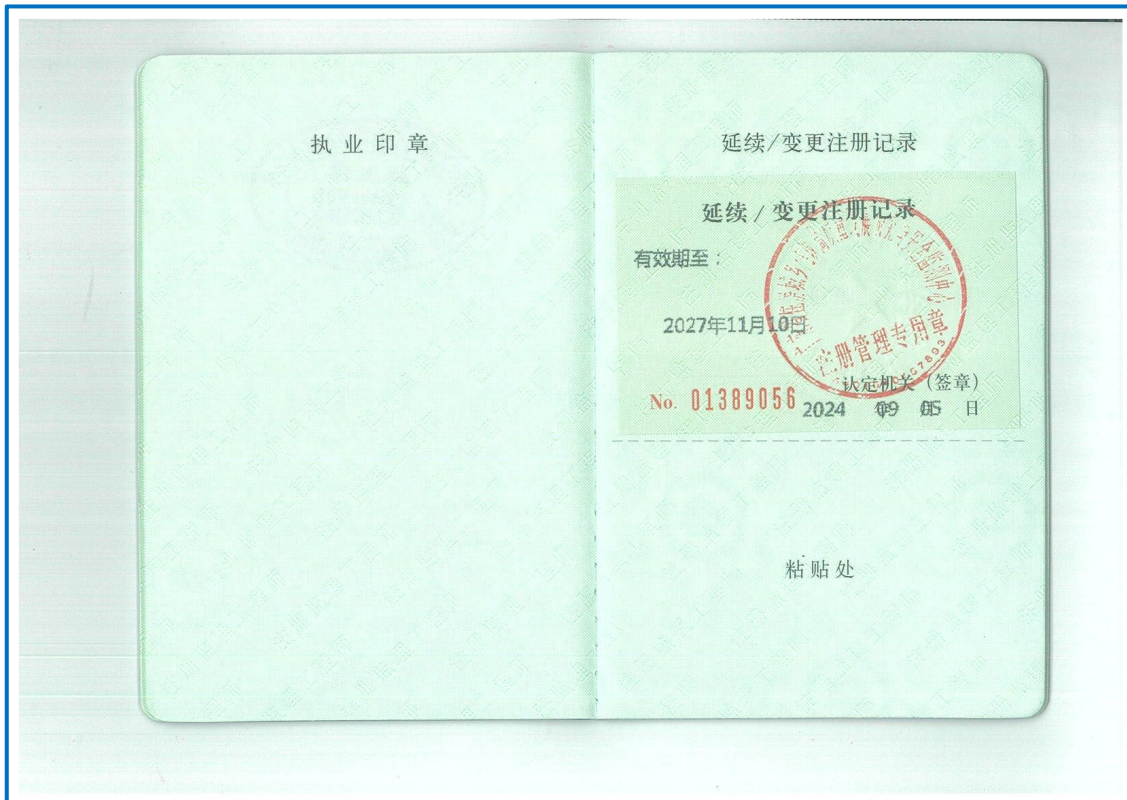 执业印章
延续/变更注册记录
延续/变更注册记录
有效期至：
2027年11月10日
注册管理专用章
认定机关（签章）
No. 01389056
2024 年 09 月 05 日
粘贴处